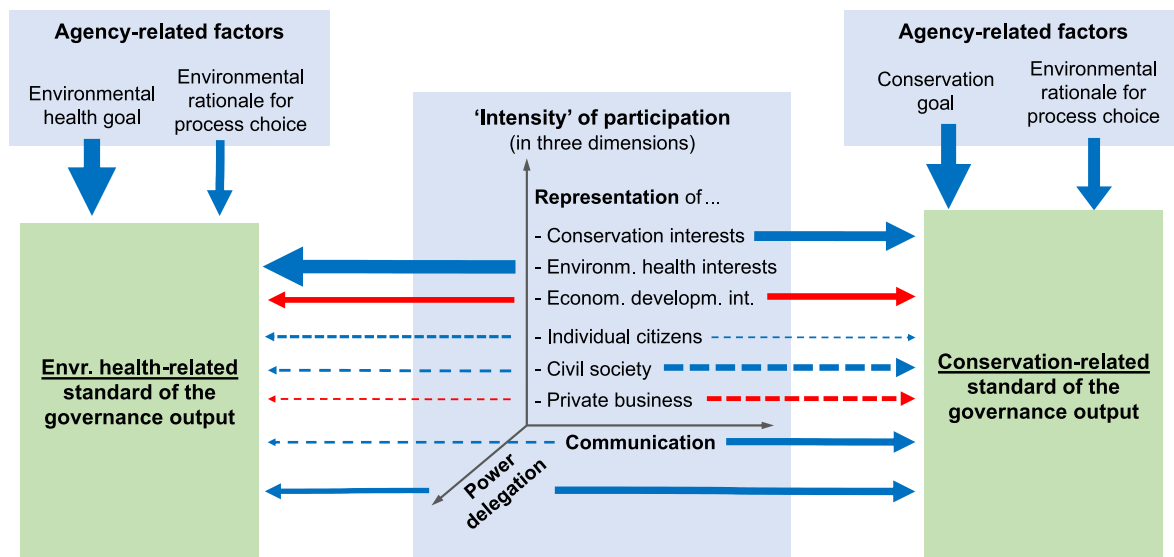 Agency-related factors
Environmental
health goal
Environmental
rationale for
process choice
Envr. health-related
standard of the
governance output
‘Intensity’ of participation
(in three dimensions)
Representation of ...
- Conservation interests
- Environm. health interests
- Econom. developm. int.
- Individual citizens
- Civil society
- Private business
Communication
Power
delegation
Agency-related factors
Conservation
goal
Environmental
rationale for
process choice
Conservation-related
standard of the
governance output